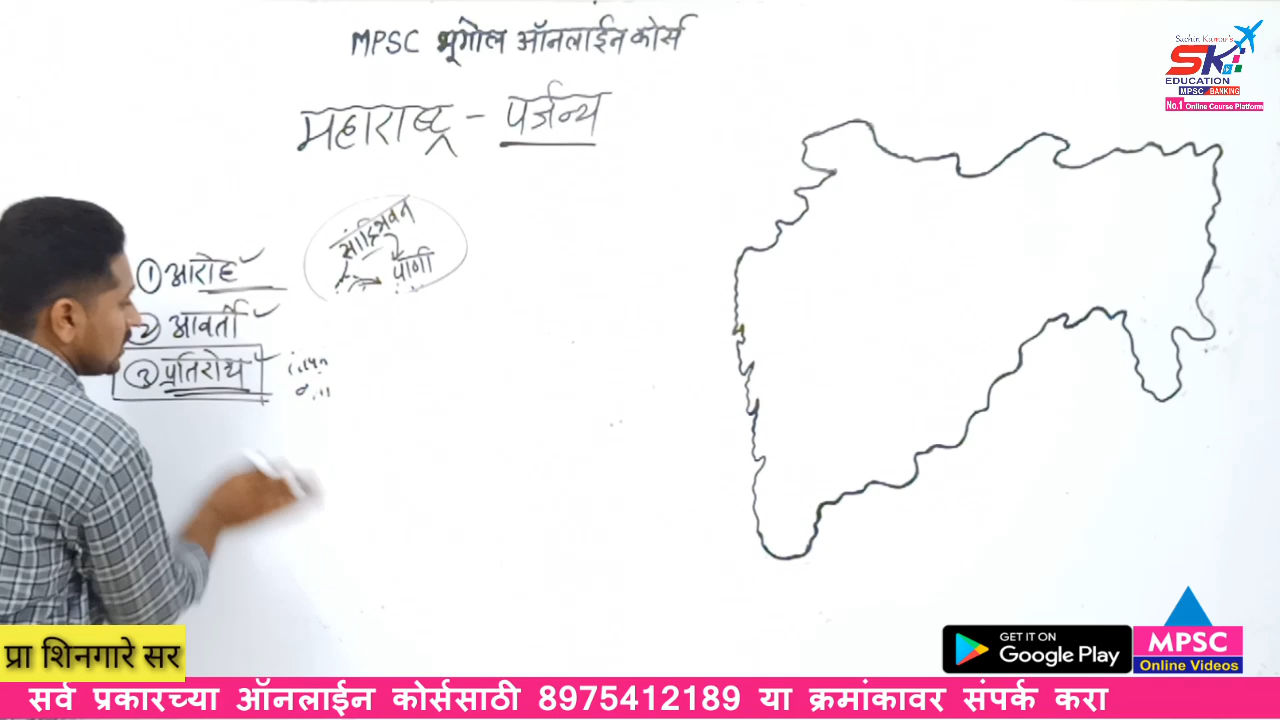 MPSC भूगोल ऑनलाईन कोर्स
महाराष्ट्र - पर्जन्य
Sachin Kumar's
SK
EDUCATION
MPSC BANKING
No.1 Online Course Platform
सांद्रिभवन
पाणी
① आरोह
② आवर्ती
③ प्रतिरोध
प्रा शिनगारे सर
GET IT ON
Google Play
MPSC
Online Videos
सर्व प्रकारच्या ऑनलाईन कोर्ससाठी 8975412189 या क्रमांकावर संपर्क करा